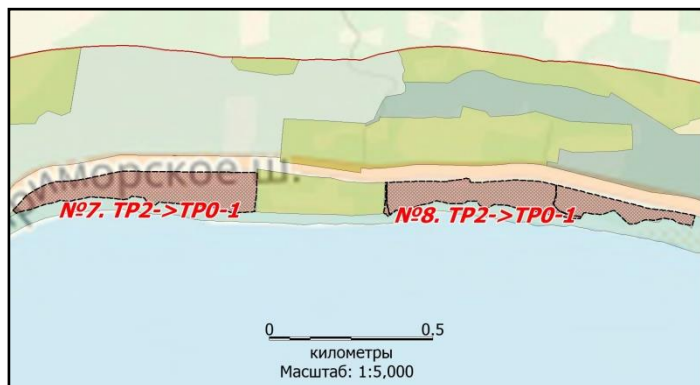 Приморское ш.
№7. ТР2->ТР0-1
№8. ТР2->ТР0-1
0 0.5
километры
Масштаб: 1:5,000